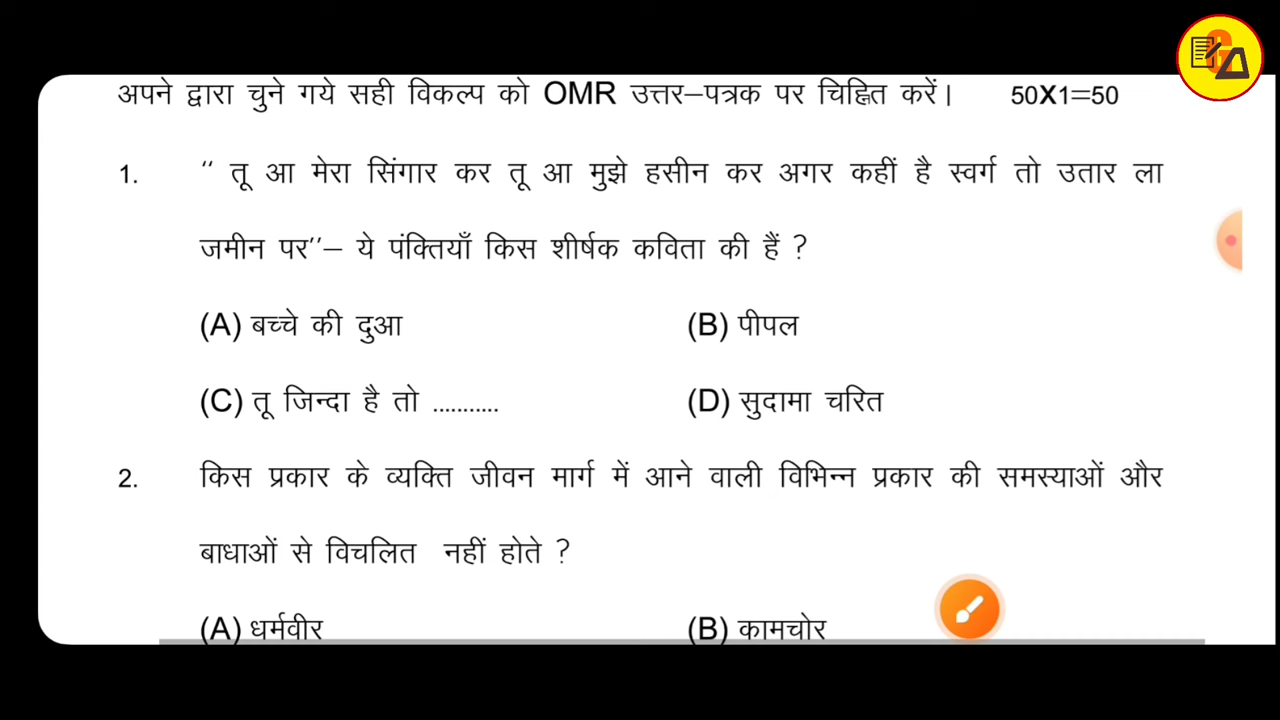 अपने द्वारा चुने गये सही विकल्प को OMR उत्तर–पत्रक पर चिह्नित करें। 50X1=50
1. '' तू आ मेरा सिंगार कर तू आ मुझे हसीन कर अगर कहीं है स्वर्ग तो उतार ला
जमीन पर''– ये पंक्तियाँ किस शीर्षक कविता की हैं ?
(A) बच्चे की दुआ (B) पीपल
(C) तू जिन्दा है तो ........... (D) सुदामा चरित
2. किस प्रकार के व्यक्ति जीवन मार्ग में आने वाली विभिन्न प्रकार की समस्याओं और
बाधाओं से विचलित नहीं होते ?
(A) धर्मवीर (B) कामचोर